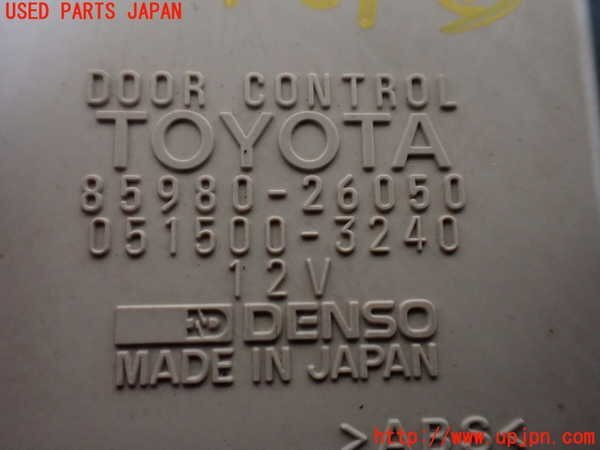 USED PARTS JAPAN
DOOR CONTROL
TOYOTA
85980-26050
051500-3240
12V
ND DENSO
MADE IN JAPAN
>ABS<
http://www.upjpn.com